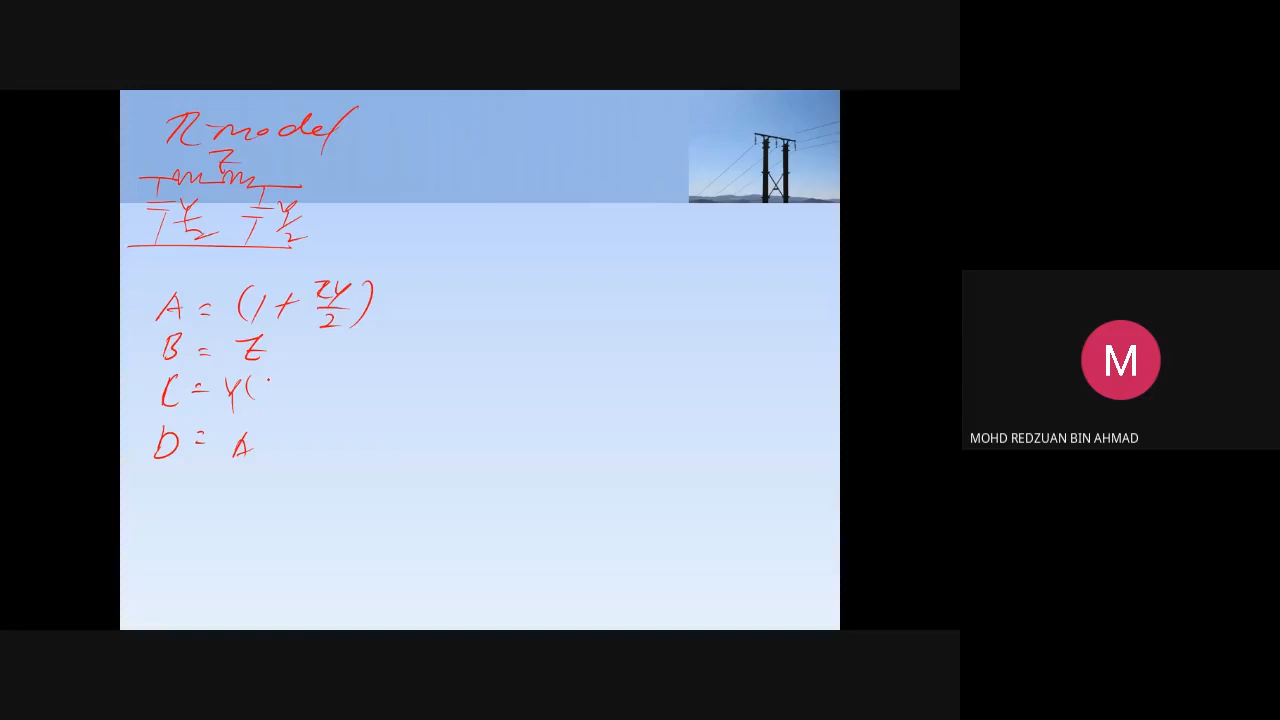 π-model
Z
Y/2 Y/2
A = (1 + ZY/2)
B = Z
C = Y(
D = A
M
MOHD REDZUAN BIN AHMAD